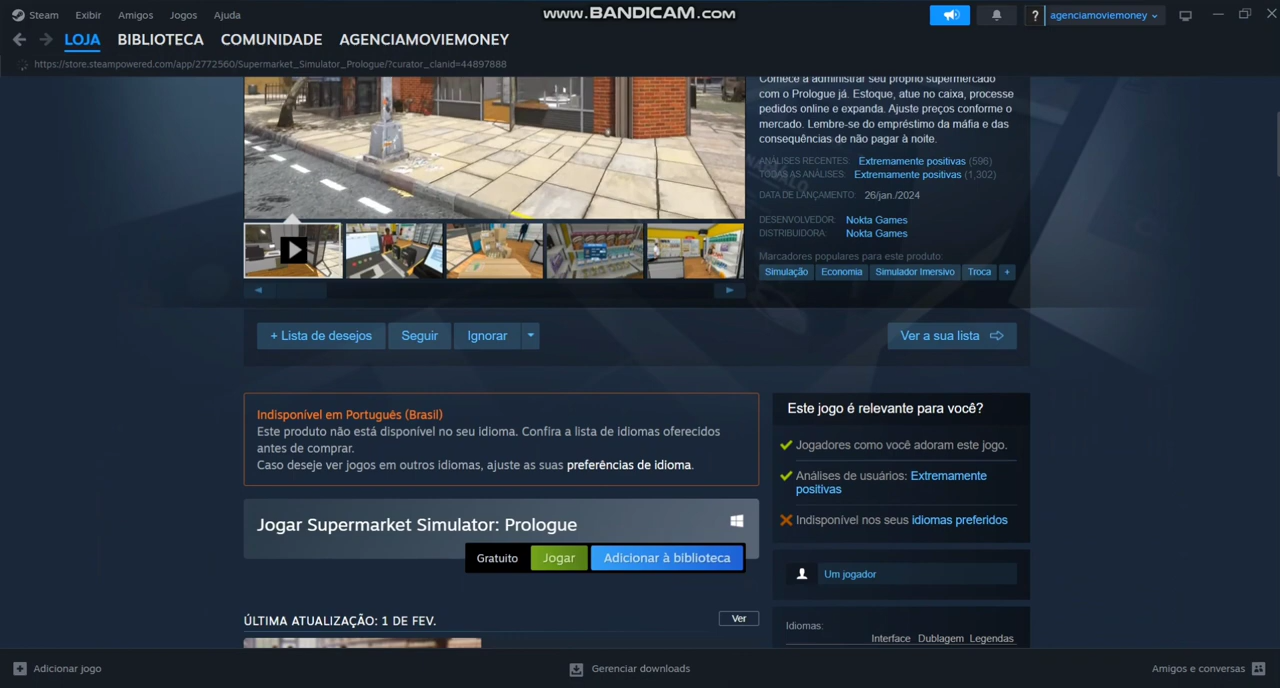 Steam Exibir Amigos Jogos Ajuda
www.BANDICAM.com
? agenciamoviemoney
LOJA BIBLIOTECA COMUNIDADE AGENCIAMOVIEMONEY
https://store.steampowered.com/app/2772560/Supermarket_Simulator_Prologue/?curator_clanid=44897888
Comece a administrar seu próprio supermercado
com o Prologue já. Estoque, atue no caixa, processe
pedidos online e expanda. Ajuste preços conforme o
mercado. Lembre-se do empréstimo da máfia e das
consequências de não pagar à noite.
ANÁLISES RECENTES: Extremamente positivas (596)
TODAS AS ANÁLISES: Extremamente positivas (1,302)
DATA DE LANÇAMENTO: 26/jan./2024
DESENVOLVEDOR: Nokta Games
DISTRIBUIDORA: Nokta Games
Marcadores populares para este produto:
Simulação Economia Simulador Imersivo Troca +
+ Lista de desejos Seguir Ignorar Ver a sua lista
Indisponível em Português (Brasil)
Este produto não está disponível no seu idioma. Confira a lista de idiomas oferecidos
antes de comprar.
Caso deseje ver jogos em outros idiomas, ajuste as suas preferências de idioma.
Jogar Supermarket Simulator: Prologue
Gratuito Jogar Adicionar à biblioteca
ÚLTIMA ATUALIZAÇÃO: 1 DE FEV. Ver
Este jogo é relevante para você?
Jogadores como você adoram este jogo.
Análises de usuários: Extremamente
positivas
Indisponível nos seus idiomas preferidos
Um jogador
Idiomas:
Interface Dublagem Legendas
Adicionar jogo Gerenciar downloads Amigos e conversas